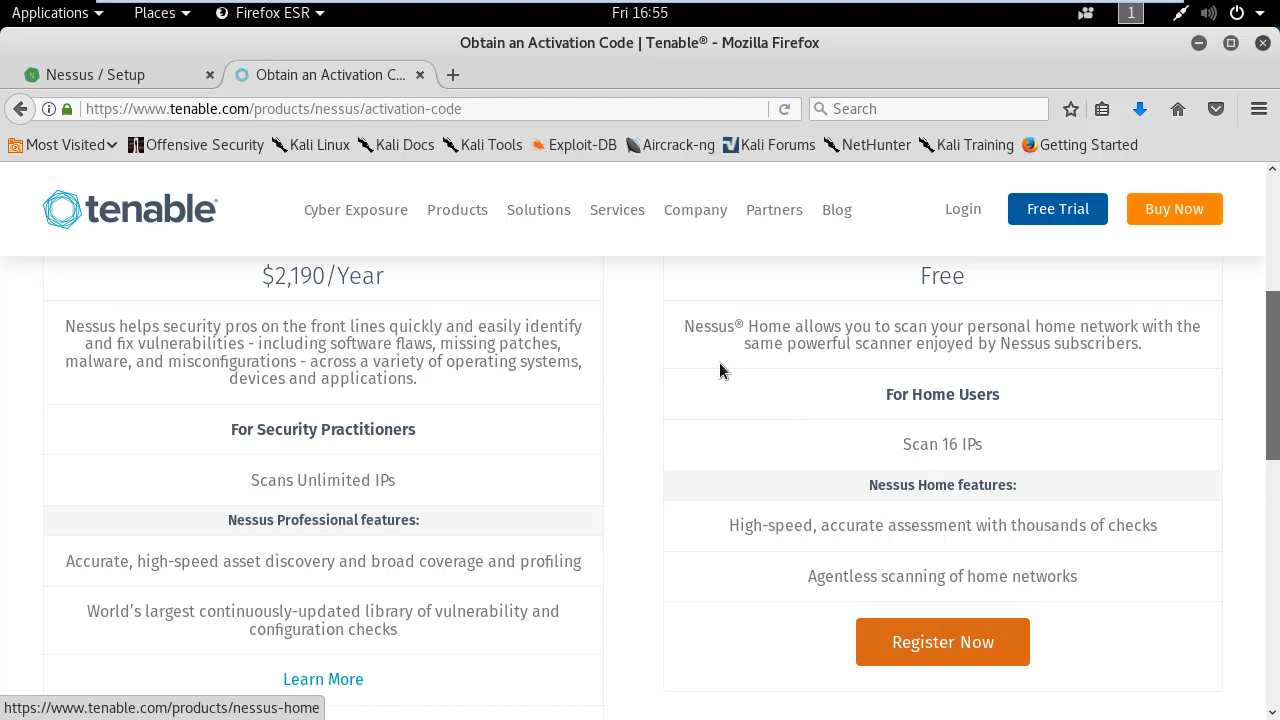 Applications Places Firefox ESR Fri 16:55 1
Obtain an Activation Code | Tenable® - Mozilla Firefox
Nessus / Setup Obtain an Activation C...
https://www.tenable.com/products/nessus/activation-code Search
Most Visited Offensive Security Kali Linux Kali Docs Kali Tools Exploit-DB Aircrack-ng Kali Forums NetHunter Kali Training Getting Started
tenable® Cyber Exposure Products Solutions Services Company Partners Blog Login Free Trial Buy Now
$2,190/Year
Nessus helps security pros on the front lines quickly and easily identify
and fix vulnerabilities - including software flaws, missing patches,
malware, and misconfigurations - across a variety of operating systems,
devices and applications.
For Security Practitioners
Scans Unlimited IPs
Nessus Professional features:
Accurate, high-speed asset discovery and broad coverage and profiling
World's largest continuously-updated library of vulnerability and
configuration checks
Learn More
Free
Nessus® Home allows you to scan your personal home network with the
same powerful scanner enjoyed by Nessus subscribers.
For Home Users
Scan 16 IPs
Nessus Home features:
High-speed, accurate assessment with thousands of checks
Agentless scanning of home networks
Register Now
https://www.tenable.com/products/nessus-home